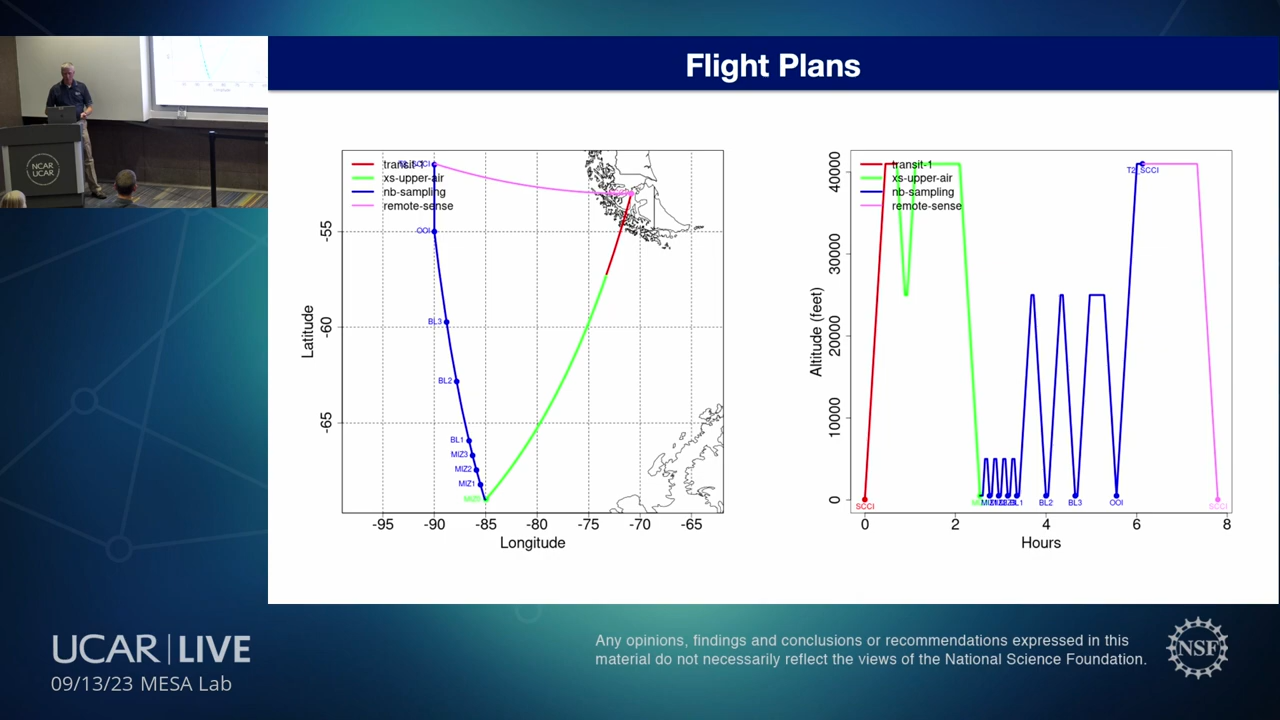 Flight Plans
NCAR
UCAR
transit-1
xs-upper-air
nb-sampling
remote-sense
OOI
BL3
BL2
BL1
MIZ3
MIZ2
MIZ1
-55
-60
-65
Latitude
-95 -90 -85 -80 -75 -70 -65
Longitude
transit-1
xs-upper-air
nb-sampling
remote-sense
T2_SCCI
40000
30000
20000
10000
0
Altitude (feet)
SCCI
BL2 BL3 OOI
SCCI
0 2 4 6 8
Hours
UCAR | LIVE
09/13/23 MESA Lab
Any opinions, findings and conclusions or recommendations expressed in this
material do not necessarily reflect the views of the National Science Foundation.
NSF